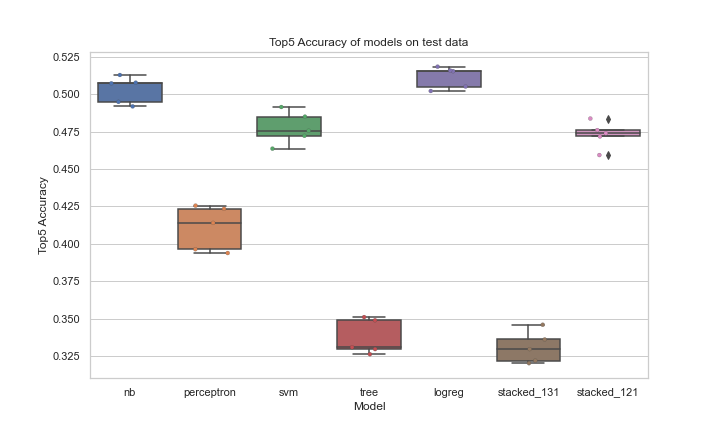 Top5 Accuracy of models on test data
0.525
0.500
0.475
0.450
0.425
0.400
0.375
0.350
0.325
Top5 Accuracy
nb perceptron svm tree logreg stacked_131 stacked_121
Model